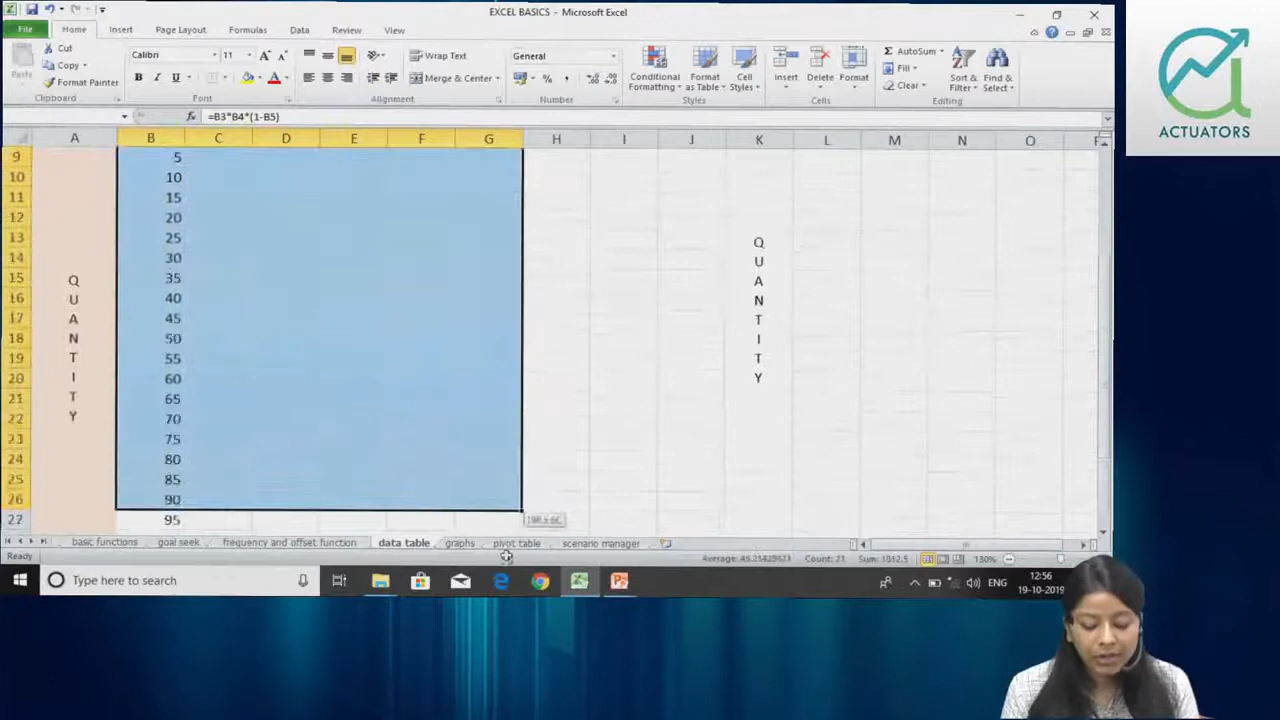 EXCEL BASICS - Microsoft Excel
File Home Insert Page Layout Formulas Data Review View
Paste
Cut
Copy
Format Painter
Clipboard
Calibri 11
B I U
Font
Wrap Text
Merge & Center
Alignment
General
Number
Conditional Formatting
Format as Table
Cell Styles
Styles
Insert Delete Format
Cells
AutoSum
Fill
Clear
Sort & Filter
Find & Select
Editing
ACTUATORS
fx =B3*B4*(1-B5)
A B C D E F G H I J K L M N O
9 5
10 10
11 15
12 20
13 25
14 30
15 35
16 40
17 45
18 50
19 55
20 60
21 65
22 70
23 75
24 80
25 85
26 90
95
Q
U
A
N
T
I
T
Y
Q
U
A
N
T
I
T
Y
basic functions goal seek frequency and offset function data table graphs pivot table scenario manager
Ready
Count: 21
130%
Type here to search
ENG
12:56
19-10-2019